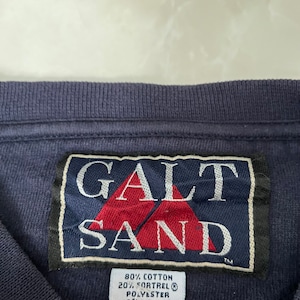 GALT
SAND
TM
80% COTTON
20% FORTREL®
POLYESTER